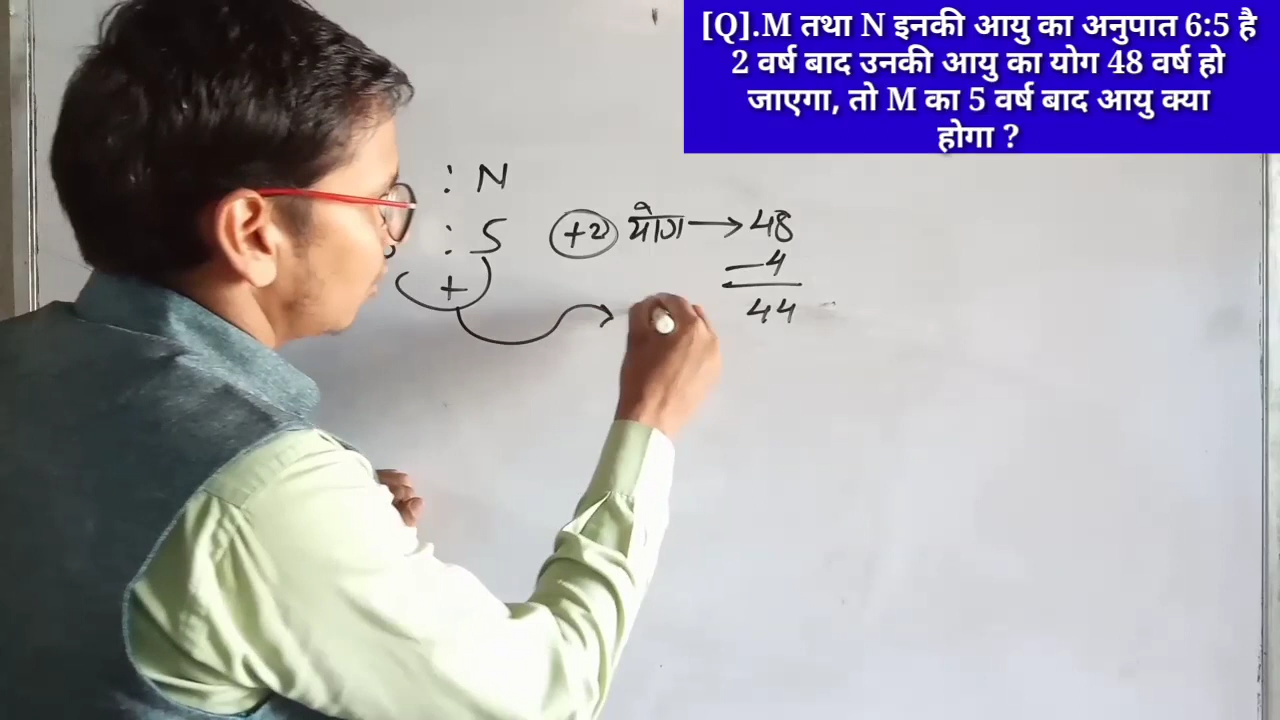 [Q].M तथा N इनकी आयु का अनुपात 6:5 है
2 वर्ष बाद उनकी आयु का योग 48 वर्ष हो
जाएगा, तो M का 5 वर्ष बाद आयु क्या
होगा ?
: N
: 5 +2 योग → 48
+ - 4
44